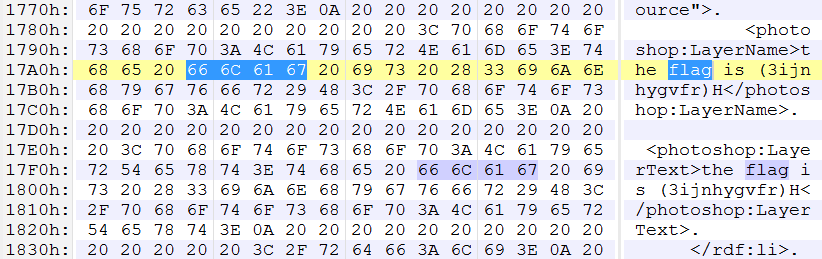 1770h: 6F 75 72 63 65 22 3E 0A 20 20 20 20 20 20 20 20 ource">.
1780h: 20 20 20 20 20 20 20 20 20 20 3C 70 68 6F 74 6F <photo
1790h: 73 68 6F 70 3A 4C 61 79 65 72 4E 61 6D 65 3E 74 shop:LayerName>t
17A0h: 68 65 20 66 6C 61 67 20 69 73 20 28 33 69 6A 6E he flag is (3ijn
17B0h: 68 79 67 76 66 72 29 48 3C 2F 70 68 6F 74 6F 73 hygvfr)H</photos
17C0h: 68 6F 70 3A 4C 61 79 65 72 4E 61 6D 65 3E 0A 20 hop:LayerName>.
17D0h: 20 20 20 20 20 20 20 20 20 20 20 20 20 20 20 20
17E0h: 20 3C 70 68 6F 74 6F 73 68 6F 70 3A 4C 61 79 65 <photoshop:Laye
17F0h: 72 54 65 78 74 3E 74 68 65 20 66 6C 61 67 20 69 rText>the flag i
1800h: 73 20 28 33 69 6A 6E 68 79 67 76 66 72 29 48 3C s (3ijnhygvfr)H<
1810h: 2F 70 68 6F 74 6F 73 68 6F 70 3A 4C 61 79 65 72 /photoshop:Layer
1820h: 54 65 78 74 3E 0A 20 20 20 20 20 20 20 20 20 20 Text>.
1830h: 20 20 20 20 20 3C 2F 72 64 66 3A 6C 69 3E 0A 20 </rdf:li>.